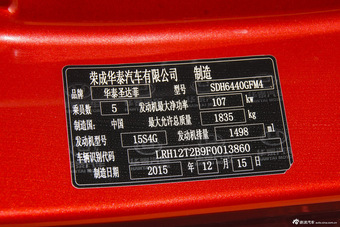 荣成华泰汽车有限公司 制造
品牌 华泰圣达菲 型号 SDH6440GFM4
乘员数 5 发动机最大净功率 107 kw
制造国: 中国 最大允许总质量 1835 kg
发动机型号 15S4G 发动机排量 1498 ml
车辆识别代码 LRH12T2B9F0013860
制造日期 2015 年 12 月 15 日